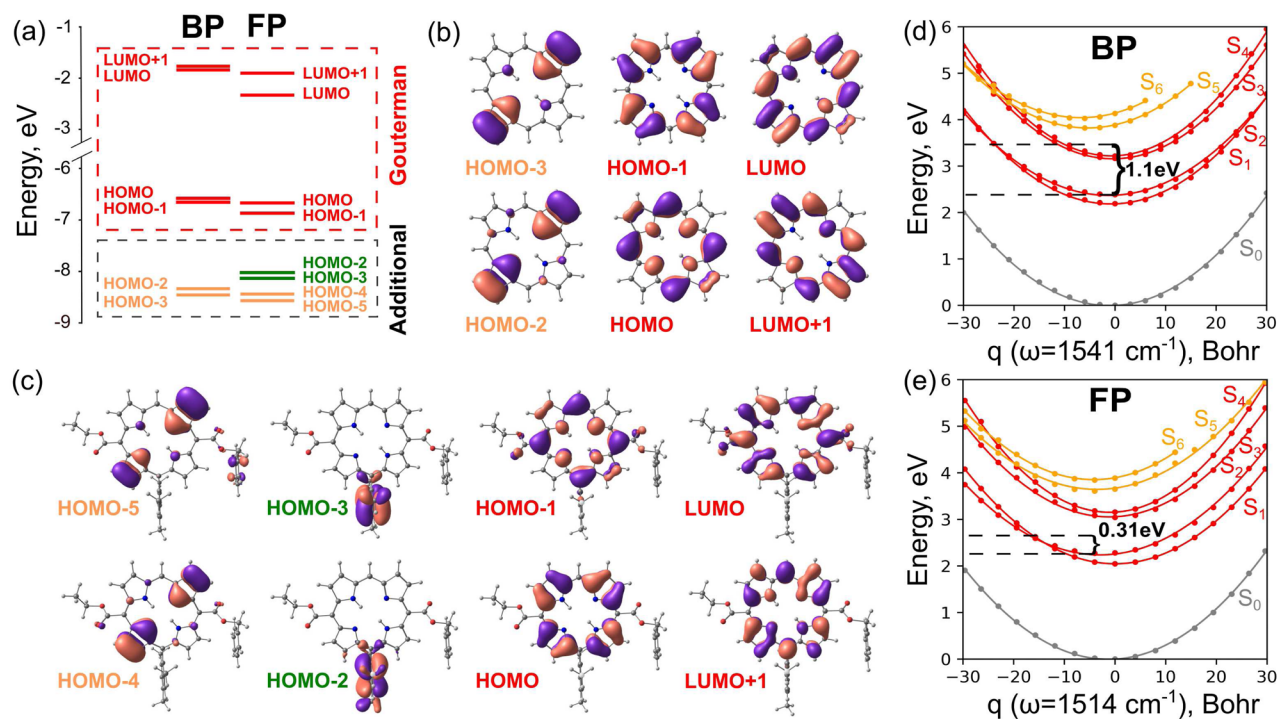 (a)
BP FP
Energy, eV
-1
-2
-3
-6
-7
-8
-9
LUMO+1
LUMO
LUMO+1
LUMO
HOMO
HOMO-1
HOMO
HOMO-1
HOMO-2
HOMO-3
HOMO-2
HOMO-3
HOMO-4
HOMO-5
Gouterman
Additional
(b)
HOMO-3 HOMO-1 LUMO
HOMO-2 HOMO LUMO+1
(c)
HOMO-5 HOMO-3 HOMO-1 LUMO
HOMO-4 HOMO-2 HOMO LUMO+1
(d)
BP
Energy, eV
6
5
4
3
2
1
0
S4
S6
S5
S3
S2
S1
1.1eV
S0
-30 -20 -10 0 10 20 30
q (ω=1541 cm⁻¹), Bohr
(e)
FP
Energy, eV
6
5
4
3
2
1
0
S4
S5
S6
S3
S2
S1
0.31eV
S0
-30 -20 -10 0 10 20 30
q (ω=1514 cm⁻¹), Bohr